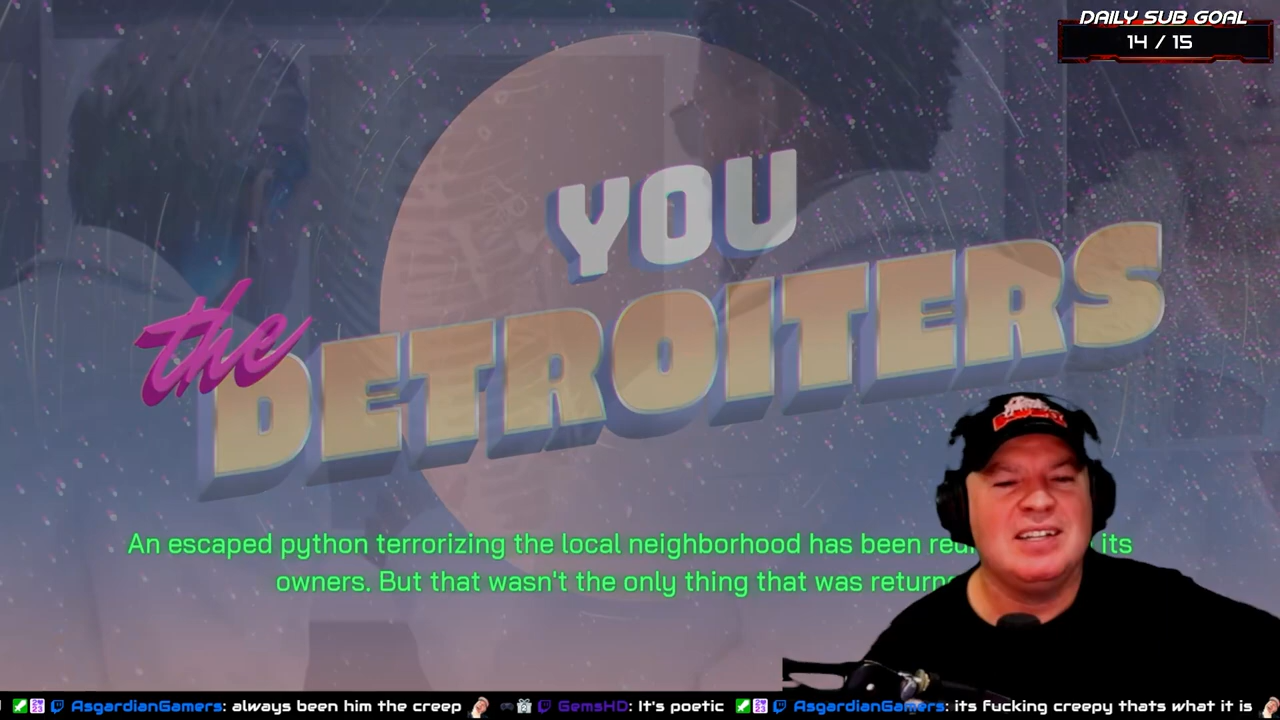 DAILY SUB GOAL
14 / 15
YOU
the DETROITERS
An escaped python terrorizing the local neighborhood has been its
owners. But that wasn't the only thing that was
AsgardianGamers: always been him the creep GemsHD: It's poetic AsgardianGamers: its fucking creepy thats what it is